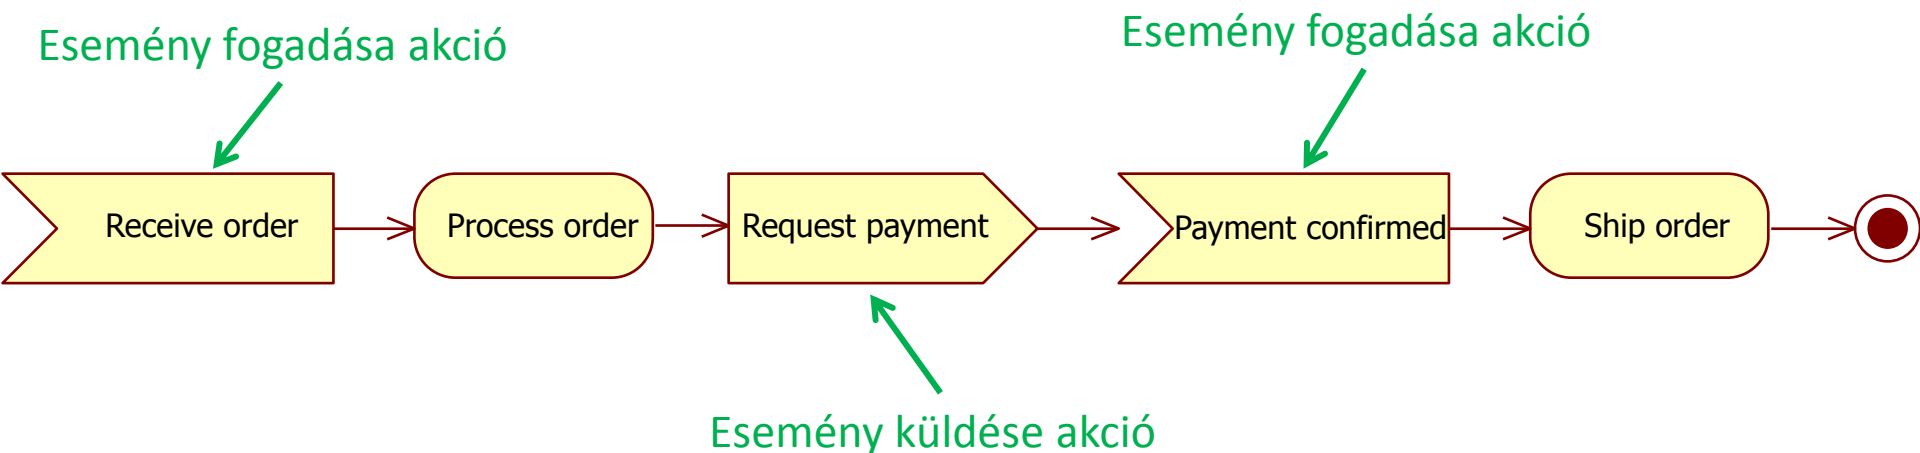 Esemény fogadása akció
Esemény fogadása akció
Receive order
Process order
Request payment
Payment confirmed
Ship order
Esemény küldése akció